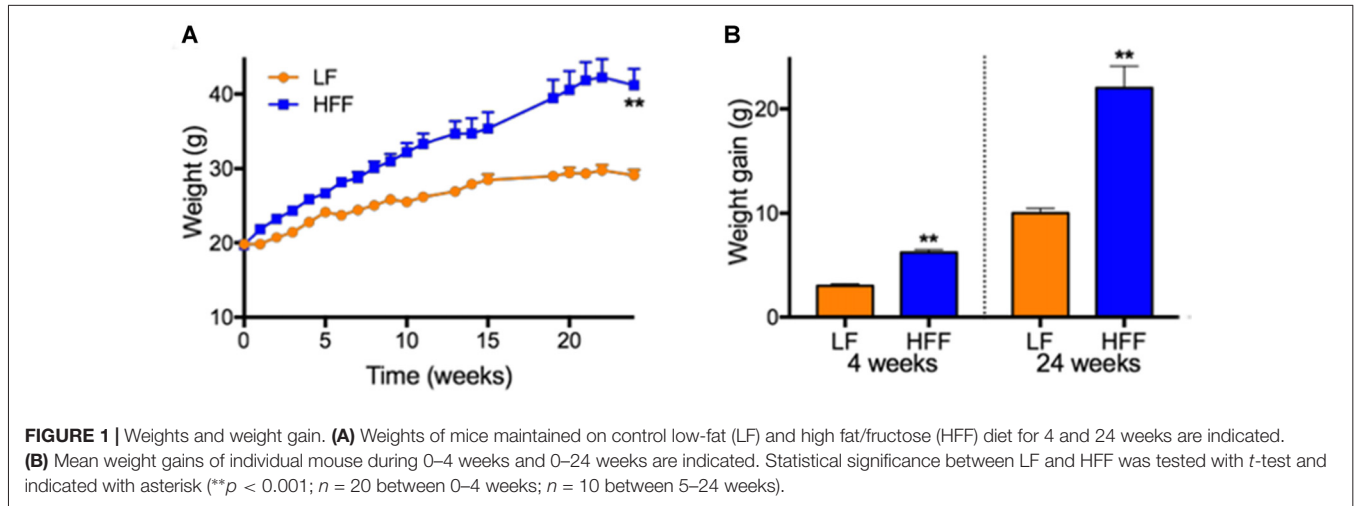 A
B
LF
HFF
Weight (g)
40
30
20
10
**
0
5
10
15
20
Time (weeks)
Weight gain (g)
20
10
0
**
**
LF
HFF
LF
HFF
4 weeks
24 weeks
FIGURE 1 | Weights and weight gain. (A) Weights of mice maintained on control low-fat (LF) and high fat/fructose (HFF) diet for 4 and 24 weeks are indicated.
(B) Mean weight gains of individual mouse during 0–4 weeks and 0–24 weeks are indicated. Statistical significance between LF and HFF was tested with t-test and
indicated with asterisk (**p < 0.001; n = 20 between 0–4 weeks; n = 10 between 5–24 weeks).